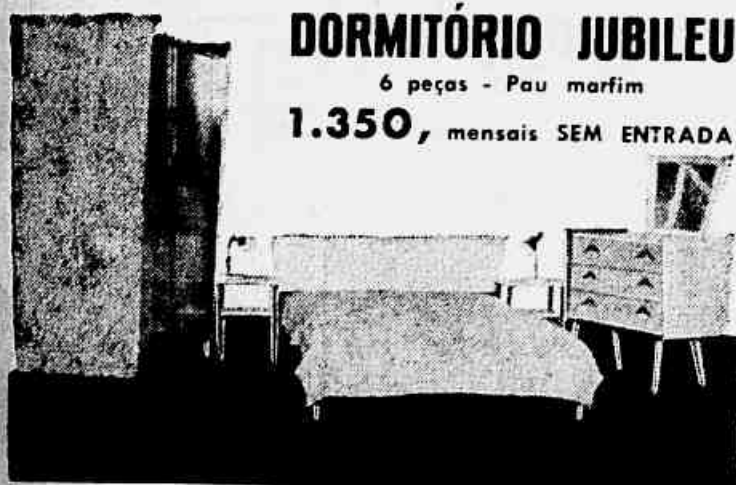 DORMITÓRIO JUBILEU
6 peças - Pau marfim
1.350, mensais SEM ENTRADA